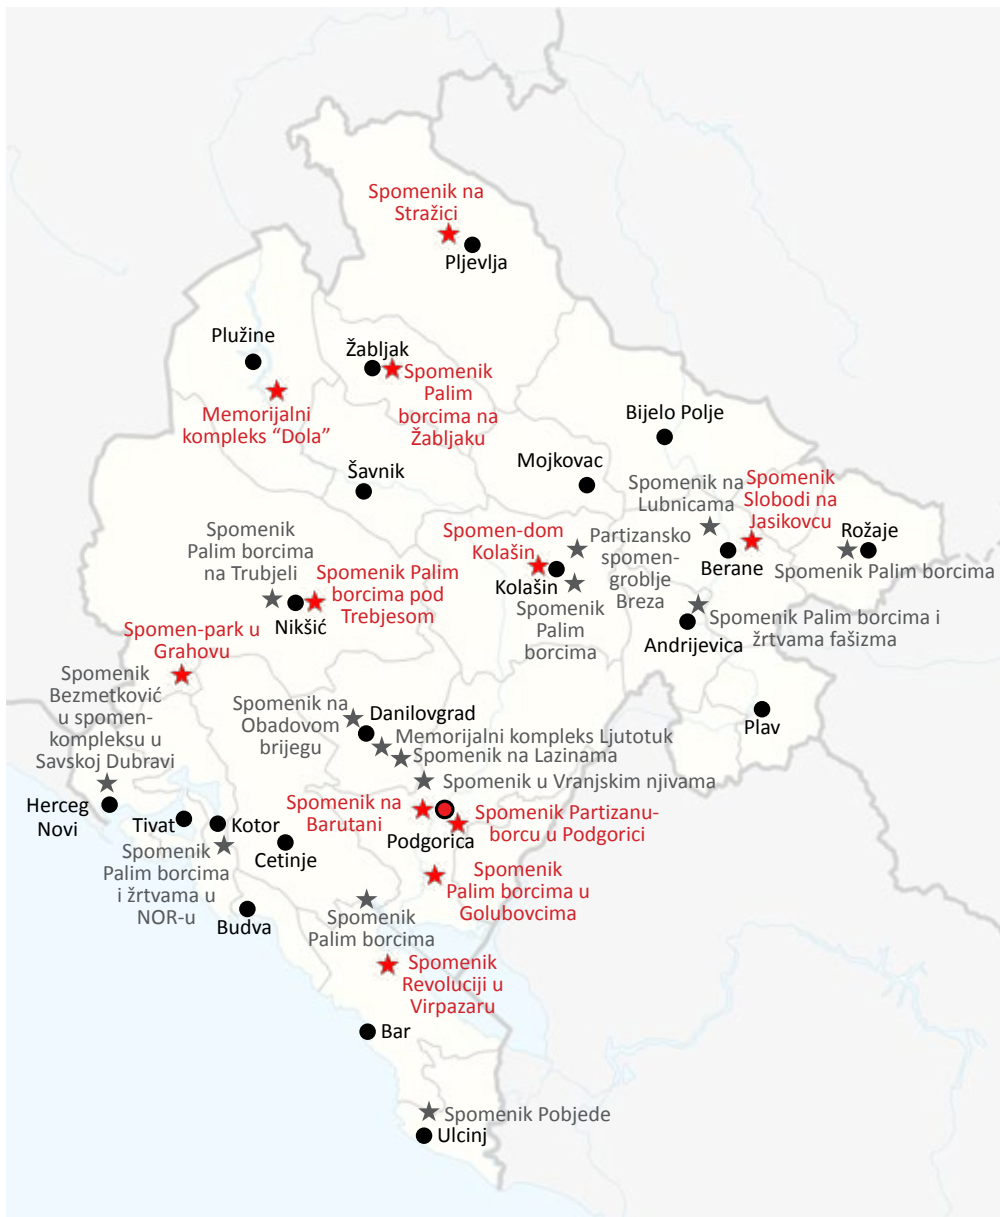 Spomenik na
Stražici
Pljevlja
Plužine
Žabljak
Spomenik
Palim
borcima na
Žabljaku
Memorijalni
kompleks “Dola”
Bijelo Polje
Šavnik
Mojkovac
Spomenik na
Lubnicama
Spomenik
Slobodi na
Jasikovcu
Spomenik
Palim borcima
na Trubjeli
Spomen-dom
Kolašin
Partizansko
spomen-
groblje
Breza
Rožaje
Berane
Spomenik Palim borcima
Kolašin
Spomenik Palim
borcima pod
Trebjesom
Spomenik
Palim
borcima
Nikšić
Spomenik Palim borcima i
žrtvama fašizma
Andrijevica
Spomen-park u
Grahovu
Spomenik
Bezmetković
u spomen-
kompleksu u
Savskoj Dubravi
Spomenik na
Obadovom
brijegu
Danilovgrad
Memorijalni kompleks Ljutotuk
Spomenik na Lazinama
Plav
Spomenik u Vranjskim njivama
Herceg
Novi
Spomenik na
Barutani
Spomenik Partizanu-
borcu u Podgorici
Tivat
Kotor
Podgorica
Cetinje
Spomenik
Palim borcima
i žrtvama u
NOR-u
Spomenik
Palim borcima u
Golubovcima
Budva
Spomenik
Palim borcima
Spomenik
Revoluciji u
Virpazaru
Bar
Spomenik Pobjede
Ulcinj